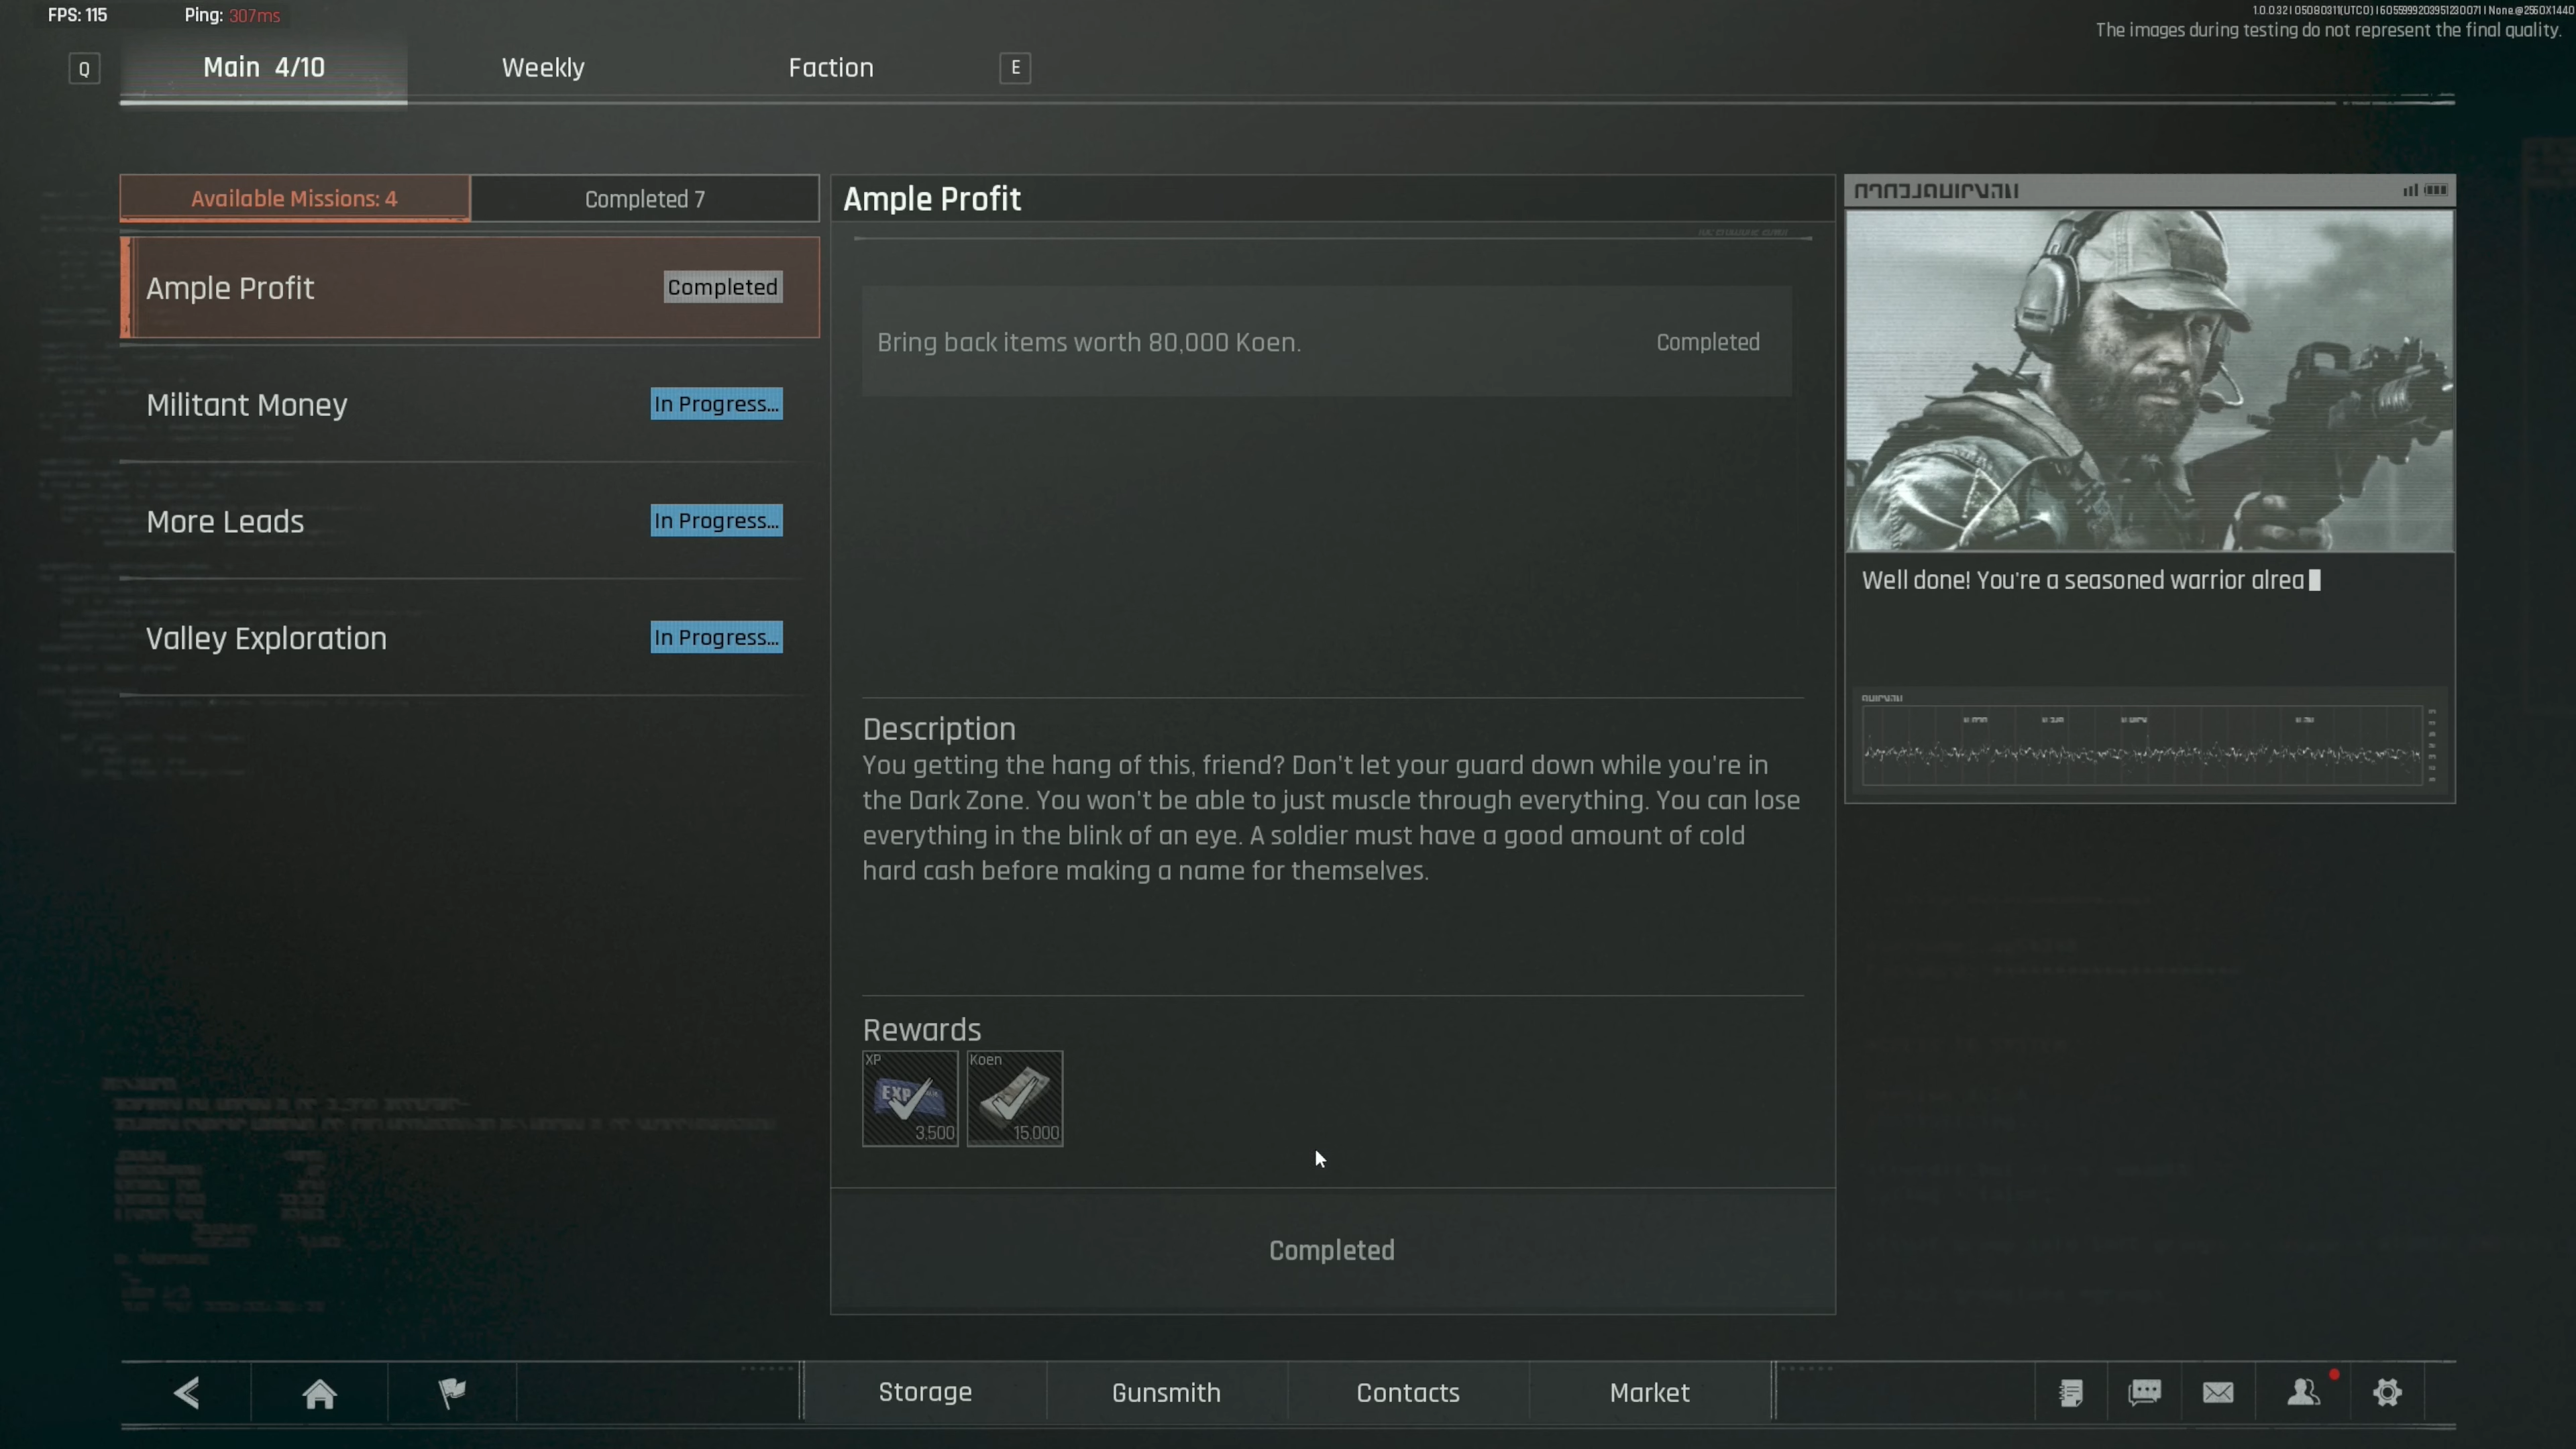 FPS: 115
Ping: 307ms
The images during testing do not represent the final quality.
Q
Main 4/10
Weekly
Faction
E
Available Missions: 4
Completed 7
Ample Profit
Completed
Militant Money
In Progress...
More Leads
In Progress...
Valley Exploration
In Progress...
Ample Profit
Bring back items worth 80,000 Koen.
Completed
Description
You getting the hang of this, friend? Don't let your guard down while you're in
the Dark Zone. You won't be able to just muscle through everything. You can lose
everything in the blink of an eye. A soldier must have a good amount of cold
hard cash before making a name for themselves.
Rewards
XP
EXP
3,500
Koen
15,000
Completed
Well done! You're a seasoned warrior alrea
Storage
Gunsmith
Contacts
Market